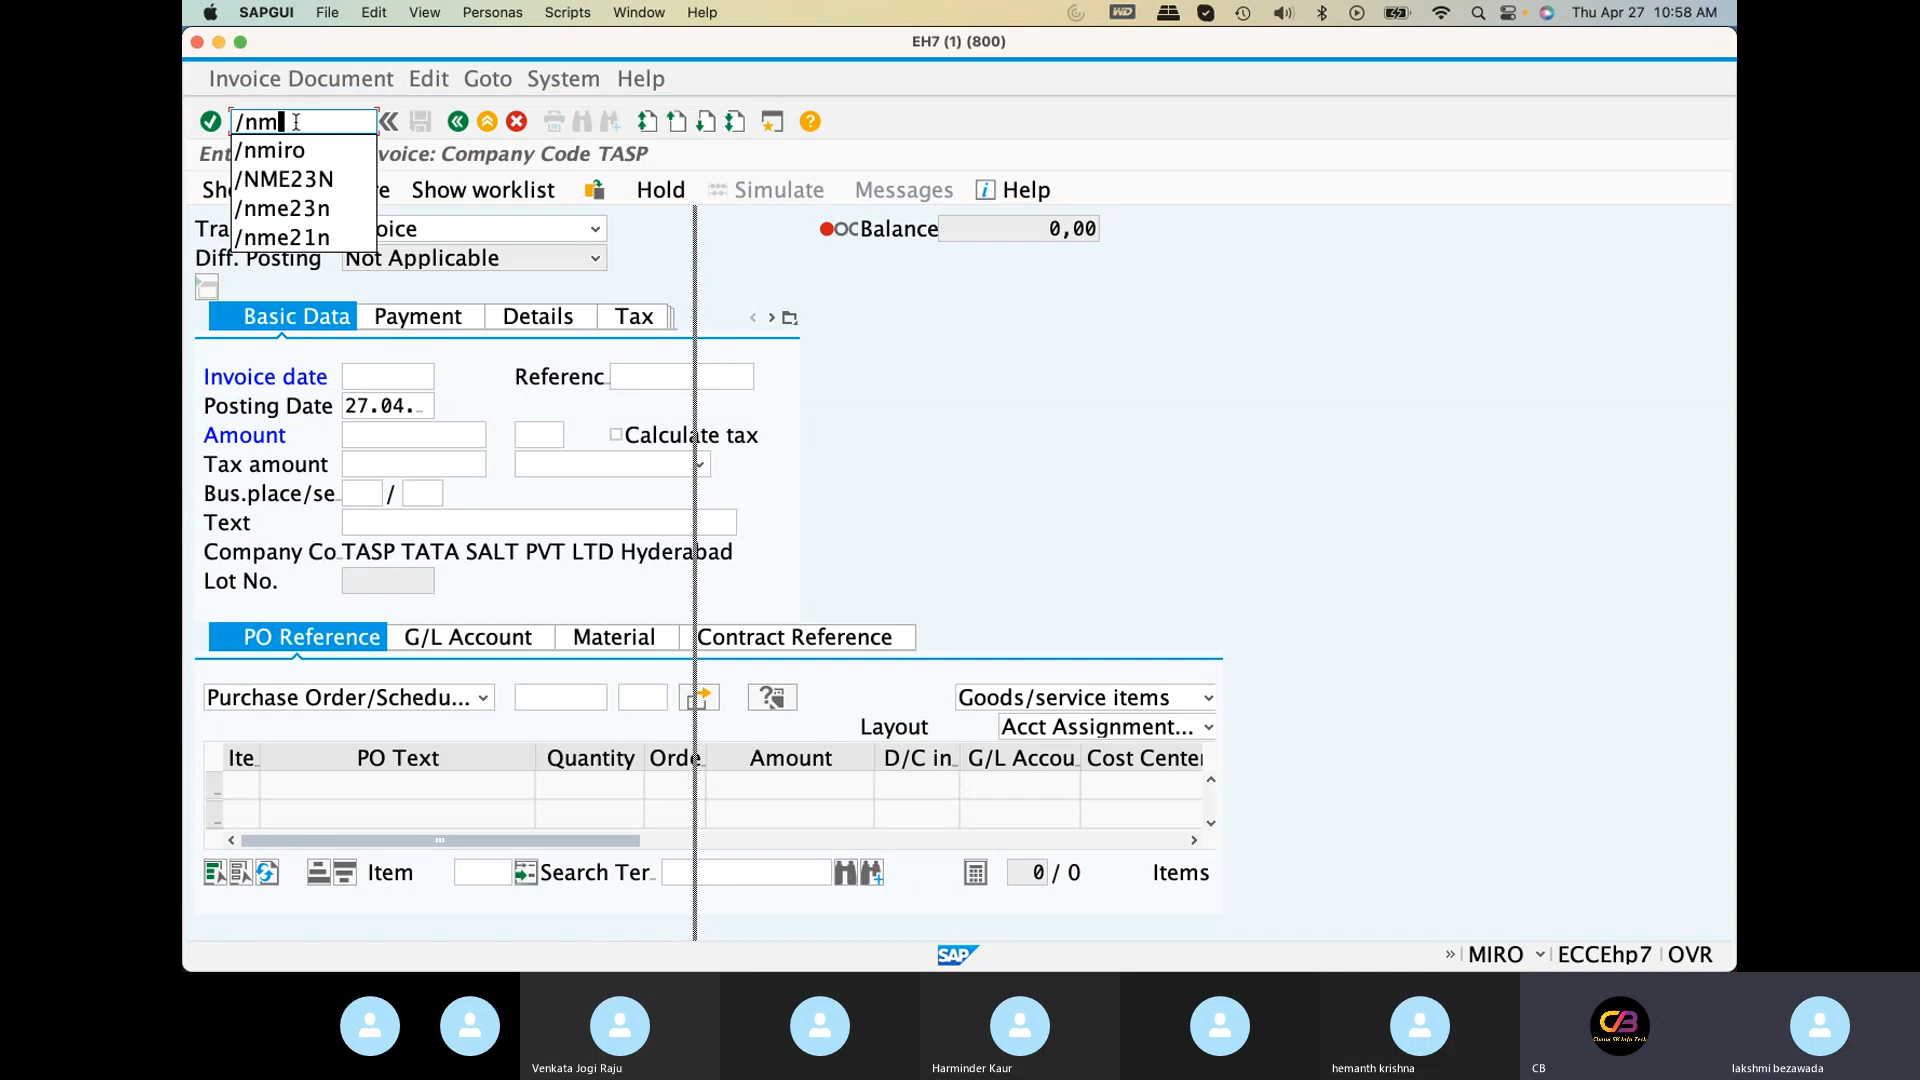 SAPGUI File Edit View Personas Scripts Window Help
WD
Thu Apr 27 10:58 AM
EH7 (1) (800)
Invoice Document Edit Goto System Help
/nm
/nmiro
/NME23N
/nme23n
/nme21n
Ent voice: Company Code TASP
Sh e Show worklist Hold Simulate Messages Help
Tra oice
Balance 0,00
Diff. Posting Not Applicable
Basic Data Payment Details Tax
Invoice date Referenc
Posting Date 27.04.
Amount Calculate tax
Tax amount
Bus.place/se /
Text
Company Co TASP TATA SALT PVT LTD Hyderabad
Lot No.
PO Reference G/L Account Material Contract Reference
Purchase Order/Schedu... Goods/service items
Layout Acct Assignment...
Ite PO Text Quantity Orde Amount D/C in G/L Accou Cost Center
Item Search Ter 0 / 0 Items
SAP MIRO ECCEhp7 OVR
CB
Venkata Jogi Raju Harminder Kaur hemanth krishna CB lakshmi bezawada